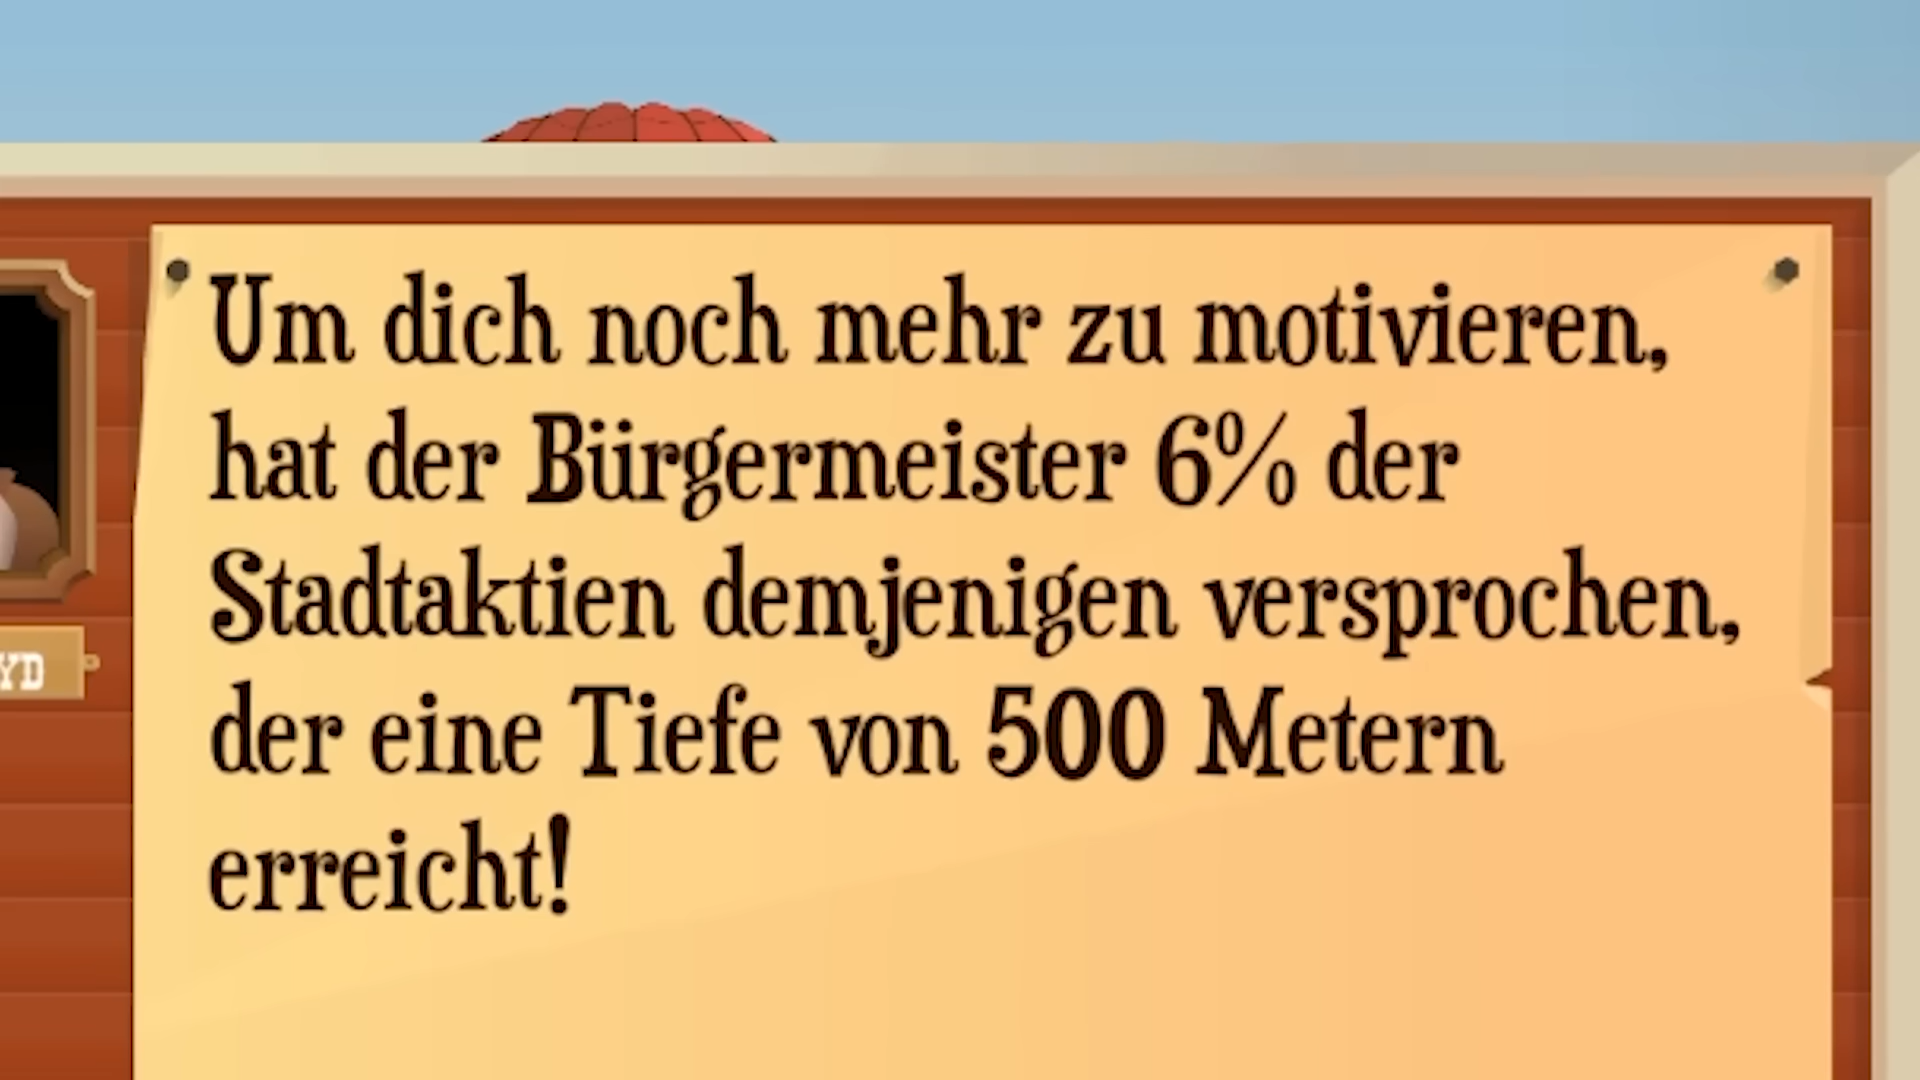 Um dich noch mehr zu motivieren,
hat der Bürgermeister 6% der
Stadtaktien demjenigen versprochen,
der eine Tiefe von 500 Metern
erreicht!
YD